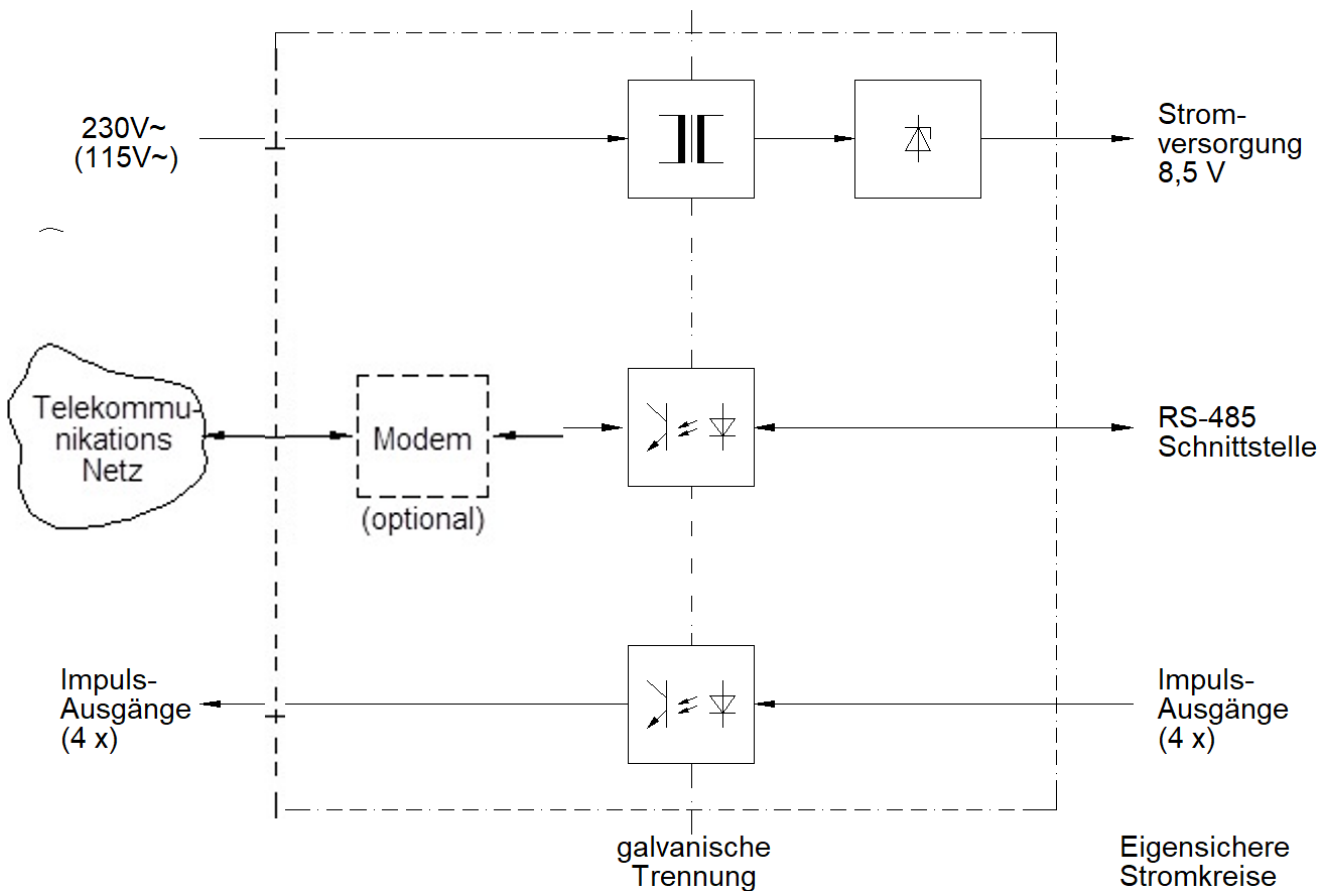 230V~
(115V~)
Strom-
versorgung
8,5 V
Telekommu-
nikations
Netz
Modem
(optional)
RS-485
Schnittstelle
Impuls-
Ausgänge
(4 x)
Impuls-
Ausgänge
(4 x)
galvanische
Trennung
Eigensichere
Stromkreise